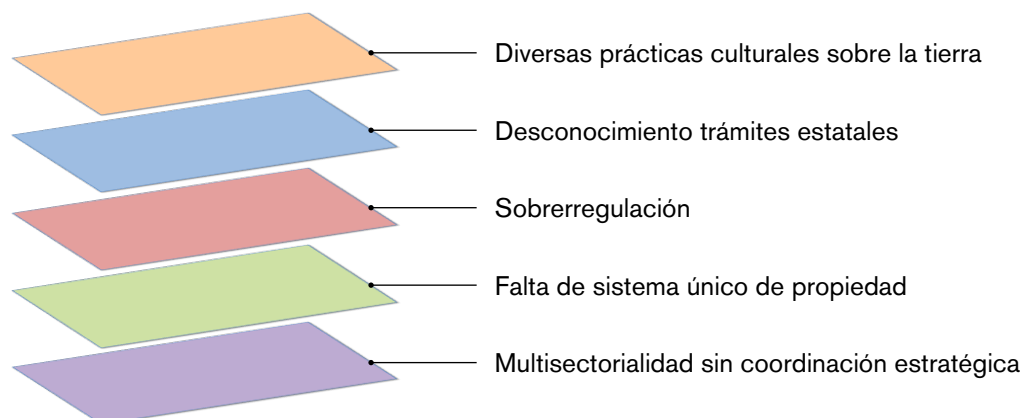 Diversas prácticas culturales sobre la tierra
Desconocimiento trámites estatales
Sobrerregulación
Falta de sistema único de propiedad
Multisectorialidad sin coordinación estratégica